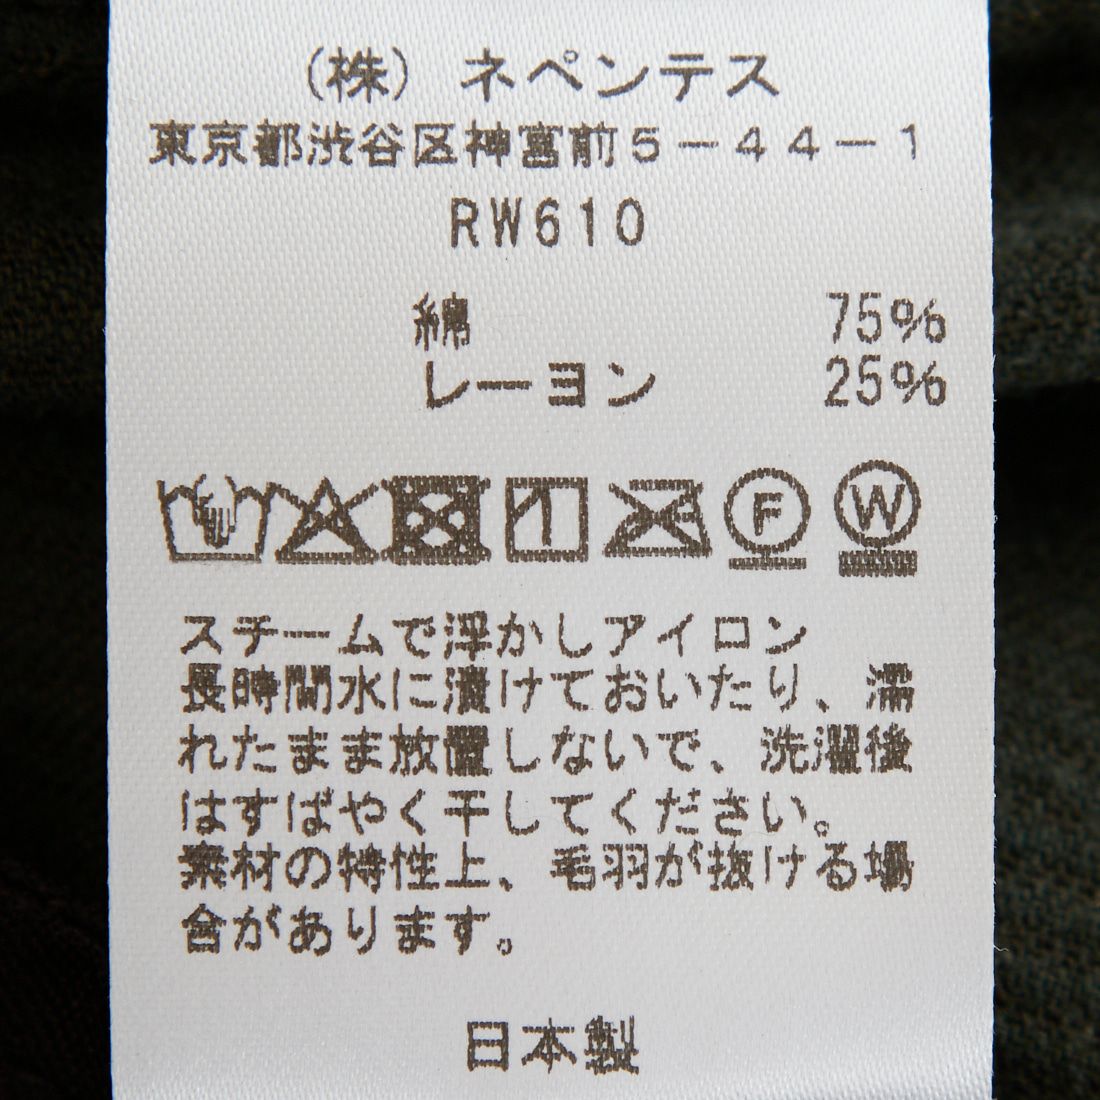 (株) ネペンテス
東京都渋谷区神宮前5-44-1
RW610
綿 75%
レーヨン 25%
F W
スチームで浮かしアイロン
長時間水に漬けておいたり、濡
れたまま放置しないで、洗濯後
はすばやく干してください。
素材の特性上、毛羽が抜ける場
合があります。
日本製